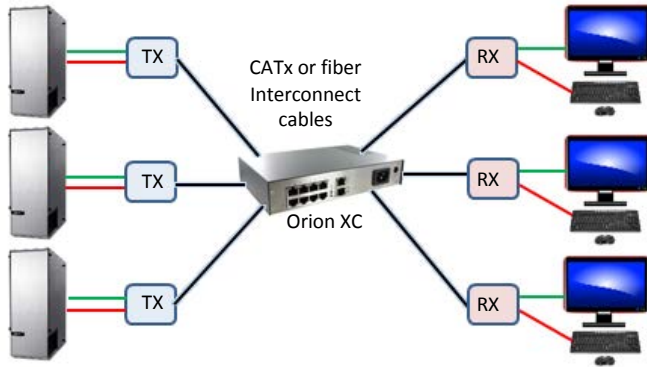 TX
RX
CATx or fiber
Interconnect
cables
TX
RX
Orion XC
TX
RX